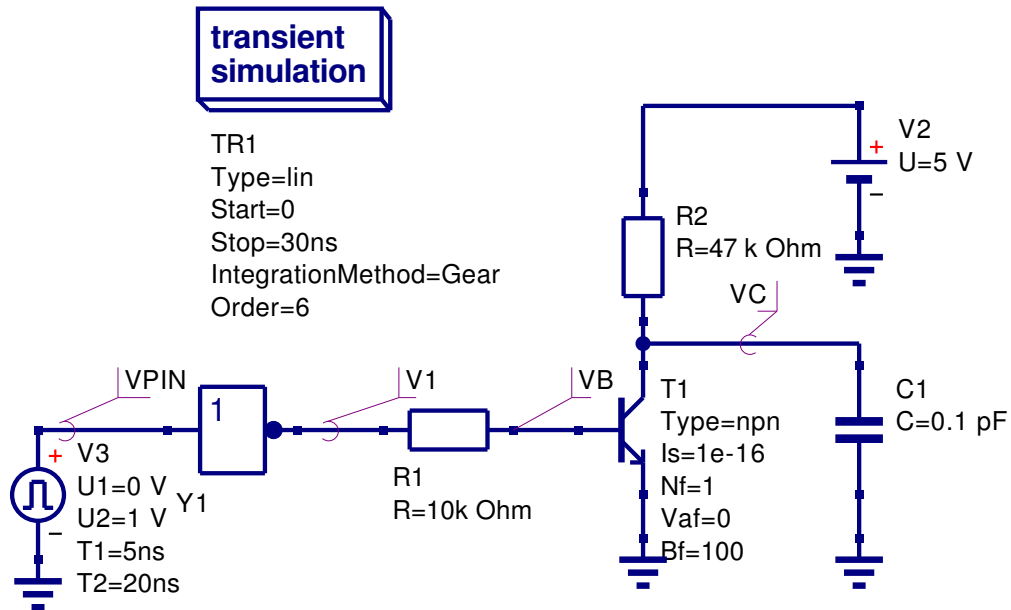 transient
simulation
TR1
Type=lin
Start=0
Stop=30ns
IntegrationMethod=Gear
Order=6
V2
U=5 V
+
–
R2
R=47 k Ohm
VC
VPIN
1
Y1
V1
R1
R=10k Ohm
VB
T1
Type=npn
Is=1e-16
Nf=1
Vaf=0
Bf=100
C1
C=0.1 pF
+
–
V3
U1=0 V
U2=1 V
T1=5ns
T2=20ns